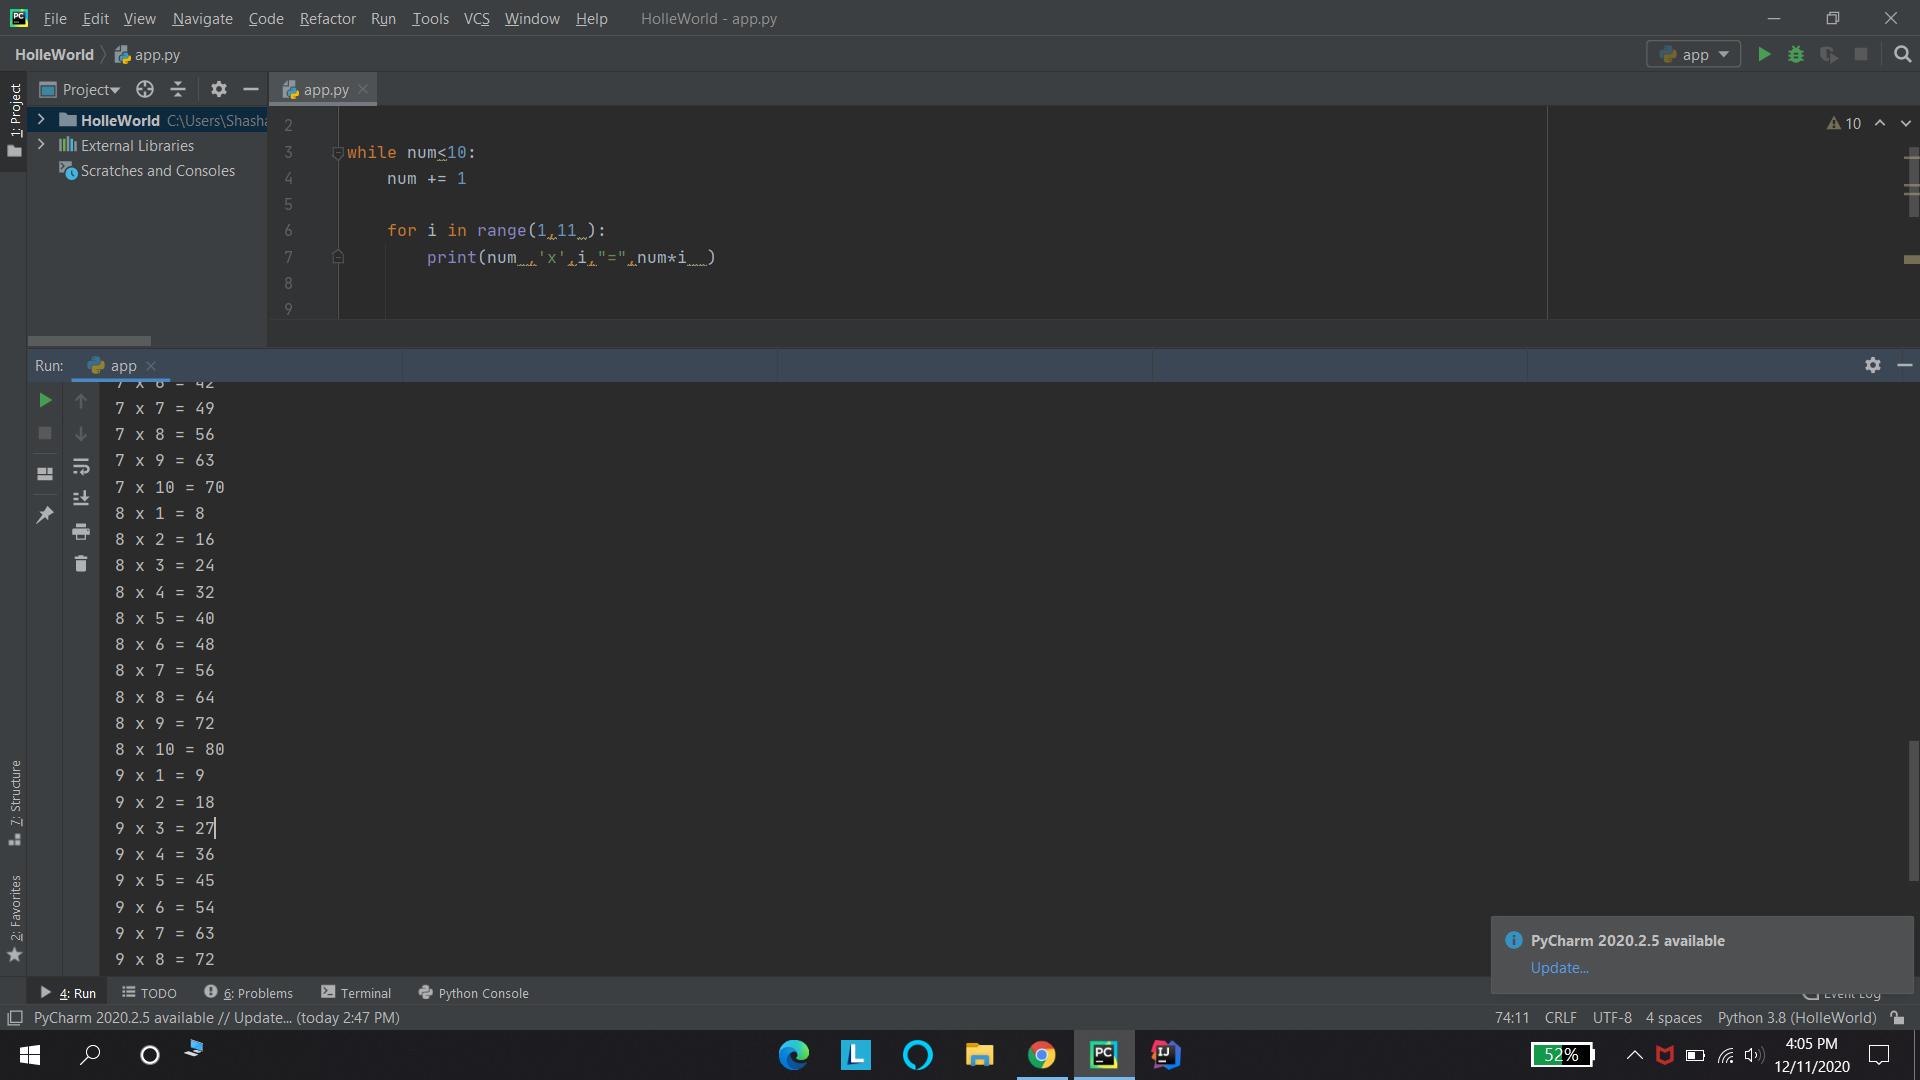 File Edit View Navigate Code Refactor Run Tools VCS Window Help HolleWorld - app.py
HolleWorld app.py app
1: Project
Project app.py
HolleWorld C:\Users\Shasha
External Libraries
Scratches and Consoles
10
2
3 while num<10:
4 num += 1
5
6 for i in range(1,11 ):
7 print(num ,'x',i,"=",num*i )
8
9
Run: app
7 x 6 = 42
7 x 7 = 49
7 x 8 = 56
7 x 9 = 63
7 x 10 = 70
8 x 1 = 8
8 x 2 = 16
8 x 3 = 24
8 x 4 = 32
8 x 5 = 40
8 x 6 = 48
8 x 7 = 56
8 x 8 = 64
8 x 9 = 72
8 x 10 = 80
9 x 1 = 9
9 x 2 = 18
9 x 3 = 27
9 x 4 = 36
9 x 5 = 45
9 x 6 = 54
9 x 7 = 63
9 x 8 = 72
7: Structure
2: Favorites
PyCharm 2020.2.5 available
Update...
4: Run TODO 6: Problems Terminal Python Console Event Log
PyCharm 2020.2.5 available // Update... (today 2:47 PM) 74:11 CRLF UTF-8 4 spaces Python 3.8 (HolleWorld)
L PC IJ 52% 4:05 PM
12/11/2020